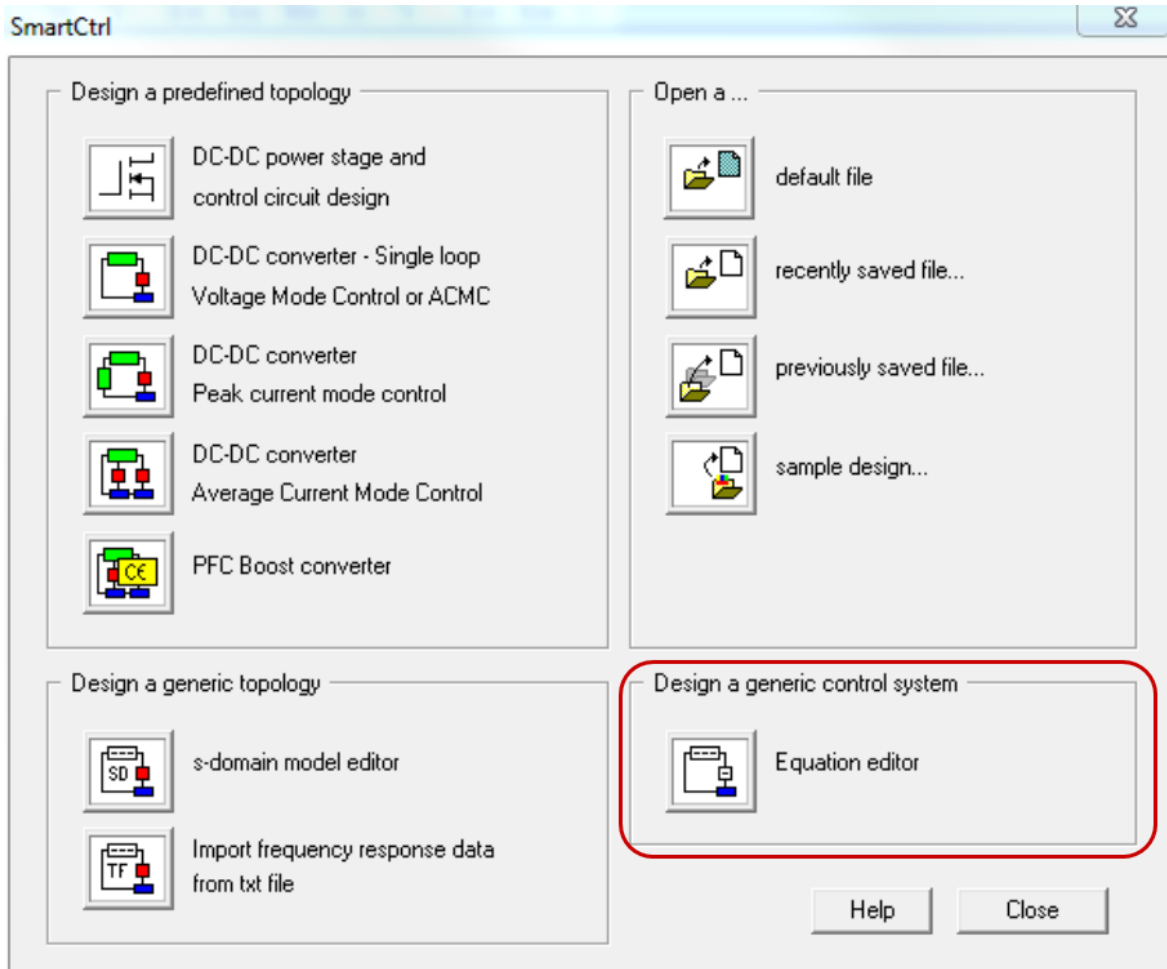 SmartCtrl
Design a predefined topology
DC-DC power stage and
control circuit design
DC-DC converter - Single loop
Voltage Mode Control or ACMC
DC-DC converter
Peak current mode control
DC-DC converter
Average Current Mode Control
CE
PFC Boost converter
Open a ...
default file
recently saved file...
previously saved file...
sample design...
Design a generic topology
SD
s-domain model editor
TF
Import frequency response data
from txt file
Design a generic control system
Equation editor
Help
Close